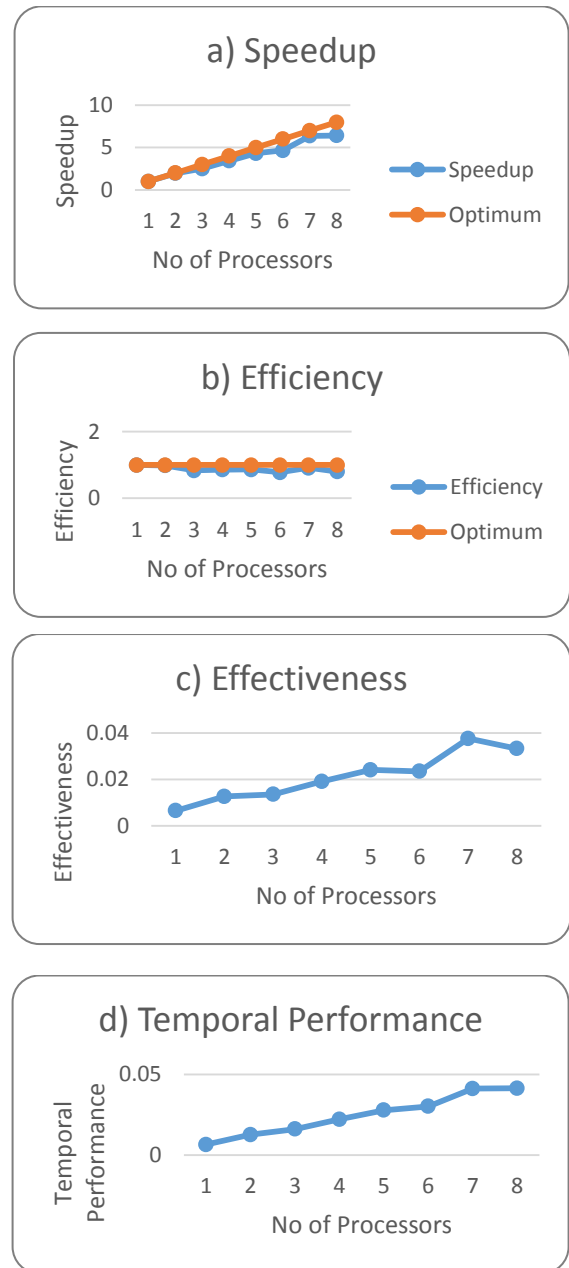 a) Speedup
10
5
0
Speedup
1 2 3 4 5 6 7 8
No of Processors
Speedup
Optimum
b) Efficiency
2
0
Efficiency
1 2 3 4 5 6 7 8
No of Processors
Efficiency
Optimum
c) Effectiveness
0.04
0.02
0
Effectiveness
1 2 3 4 5 6 7 8
No of Processors
d) Temporal Performance
0.05
0
Temporal
Performance
1 2 3 4 5 6 7 8
No of Processors